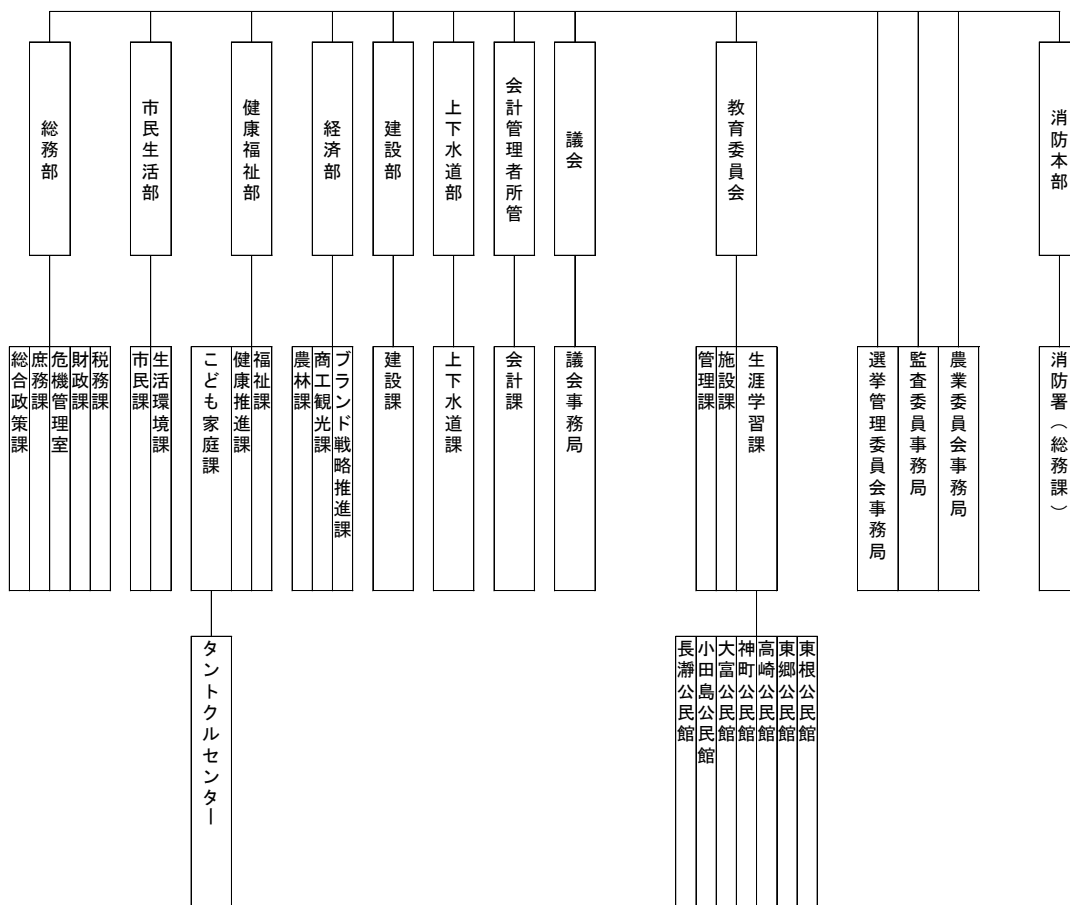 総務部
市民生活部
健康福祉部
経済部
建設部
上下水道部
会計管理者所管
議会
教育委員会
消防本部
総合政策課
庶務課
危機管理室
財政課
税務課
市民課
生活環境課
こども家庭課
健康推進課
福祉課
農林課
商工観光課
ブランド戦略推進課
建設課
上下水道課
会計課
議会事務局
管理課
施設課
生涯学習課
選挙管理委員会事務局
監査委員事務局
農業委員会事務局
消防署（総務課）
タントクルセンター
長瀞公民館
小田島公民館
大富公民館
神町公民館
高崎公民館
東郷公民館
東根公民館